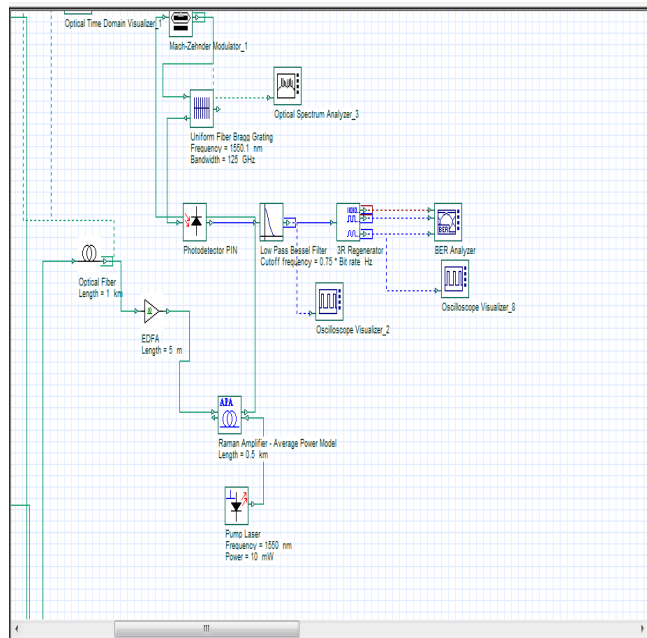 Optical Time Domain Visualizer_1
Mach-Zehnder Modulator_1
Optical Spectrum Analyzer_3
Uniform Fiber Bragg Grating
Frequency = 1550.1 nm
Bandwidth = 125 GHz
Photodetector PIN
Low Pass Bessel Filter
Cutoff frequency = 0.75 * Bit rate Hz
3R Regenerator
BER
BER Analyzer
Optical Fiber
Length = 1 km
Oscilloscope Visualizer_8
Oscilloscope Visualizer_2
EDFA
Length = 5 m
APA
Raman Amplifier - Average Power Model
Length = 0.5 km
Pump Laser
Frequency = 1550 nm
Power = 10 mW